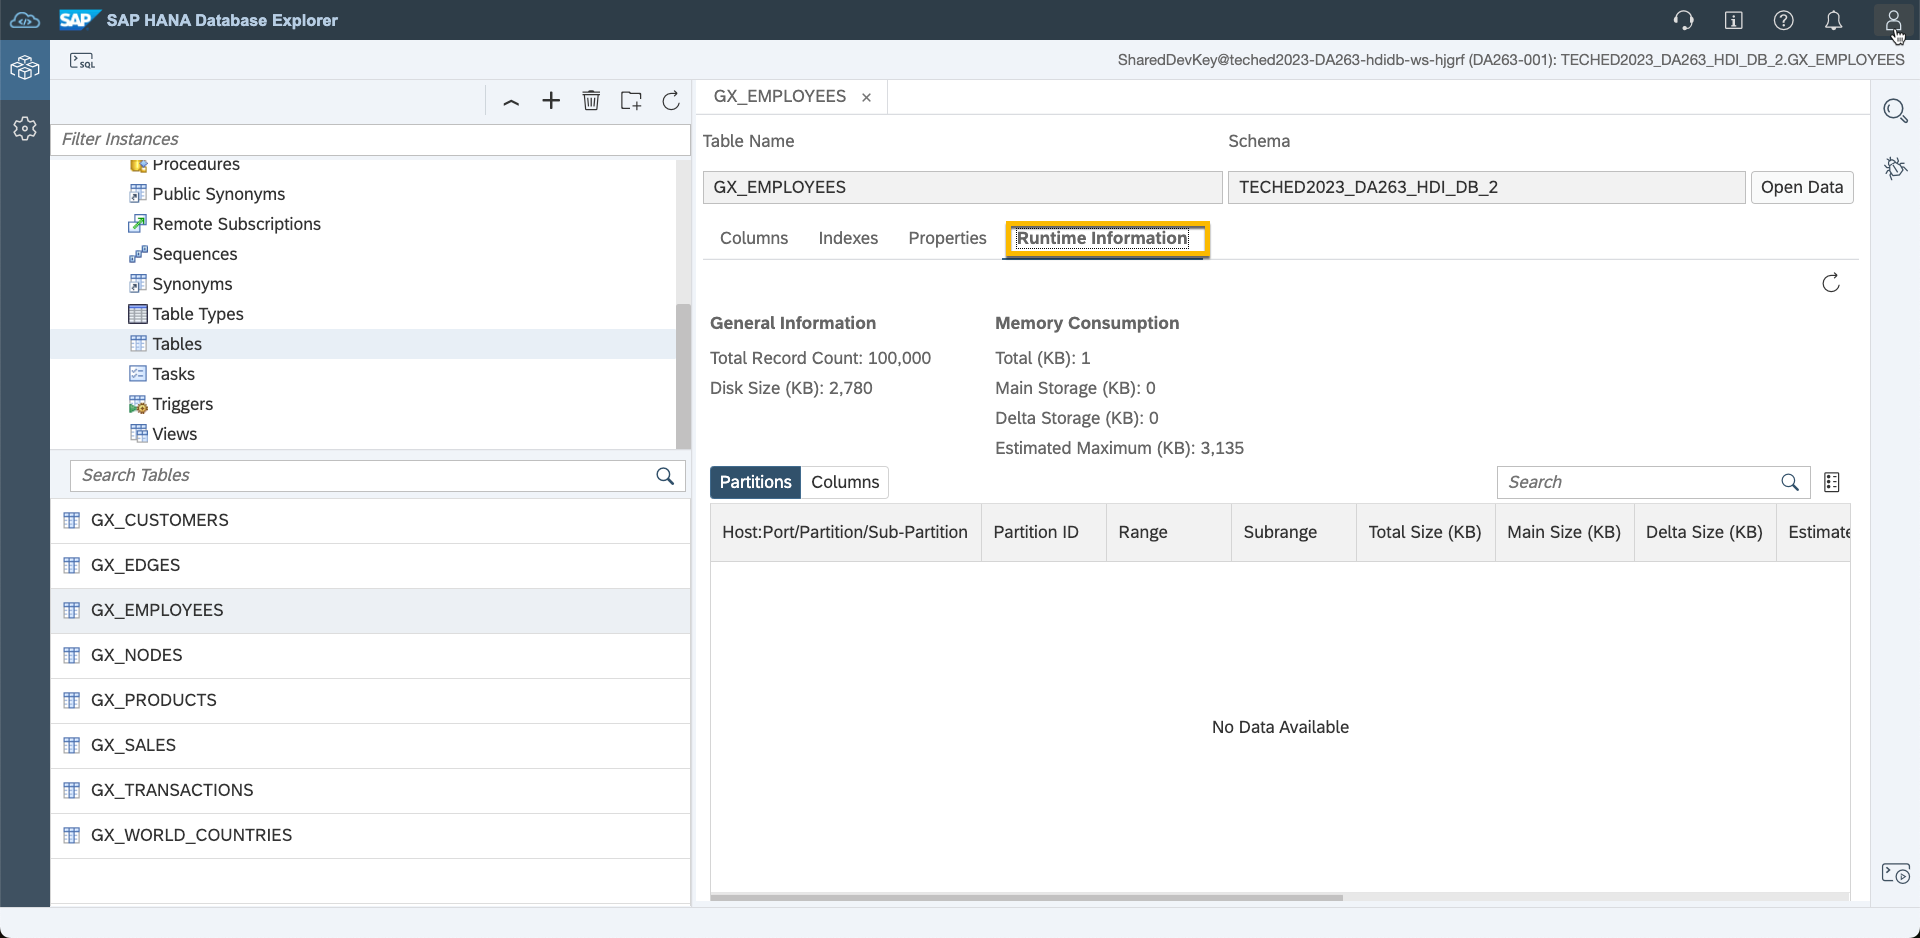 SAP SAP HANA Database Explorer
SQL
SharedDevKey@teched2023-DA263-hdidb-ws-hjgrf (DA263-001): TECHED2023_DA263_HDI_DB_2.GX_EMPLOYEES
Filter Instances
Procedures
Public Synonyms
Remote Subscriptions
Sequences
Synonyms
Table Types
Tables
Tasks
Triggers
Views
Search Tables
GX_CUSTOMERS
GX_EDGES
GX_EMPLOYEES
GX_NODES
GX_PRODUCTS
GX_SALES
GX_TRANSACTIONS
GX_WORLD_COUNTRIES
GX_EMPLOYEES
Table Name Schema
GX_EMPLOYEES TECHED2023_DA263_HDI_DB_2 Open Data
Columns Indexes Properties Runtime Information
General Information
Total Record Count: 100,000
Disk Size (KB): 2,780
Memory Consumption
Total (KB): 1
Main Storage (KB): 0
Delta Storage (KB): 0
Estimated Maximum (KB): 3,135
Partitions Columns Search
Host:Port/Partition/Sub-Partition Partition ID Range Subrange Total Size (KB) Main Size (KB) Delta Size (KB) Estimate
No Data Available